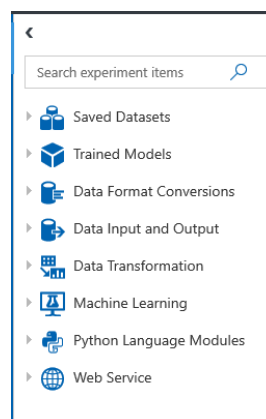 Search experiment items
Saved Datasets
Trained Models
Data Format Conversions
Data Input and Output
Data Transformation
Machine Learning
Python Language Modules
Web Service